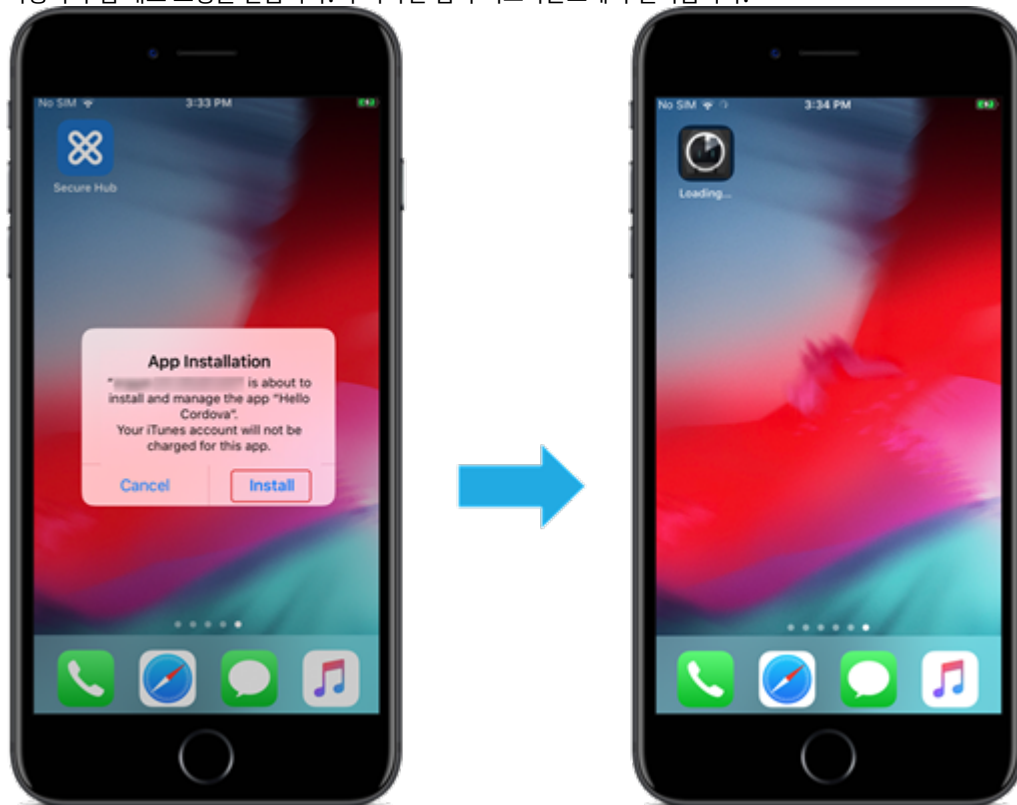 No SIM
3:33 PM
Secure Hub
App Installation
" is about to
install and manage the app "Hello
Cordova".
Your iTunes account will not be
charged for this app.
Cancel
Install
No SIM
3:34 PM
Loading...